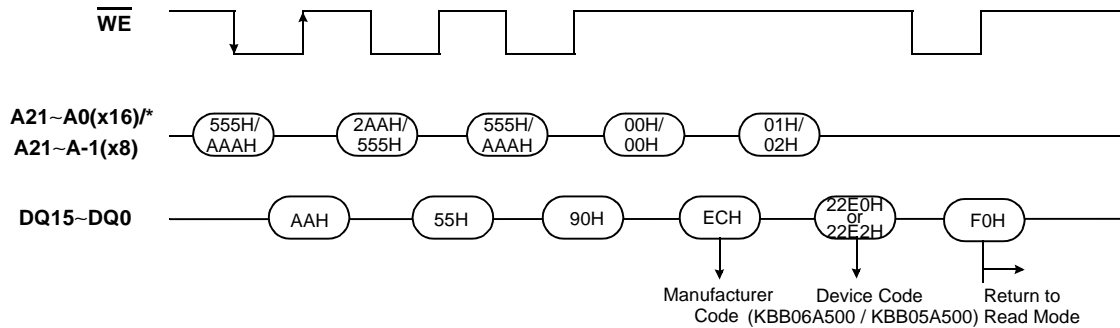 WE
A21~A0(x16)/*
A21~A-1(x8)
555H/
AAAH
2AAH/
555H
555H/
AAAH
00H/
00H
01H/
02H
DQ15~DQ0
AAH
55H
90H
ECH
22E0H
or
22E2H
F0H
Manufacturer
Code
Device Code
(KBB06A500 / KBB05A500)
Return to
Read Mode